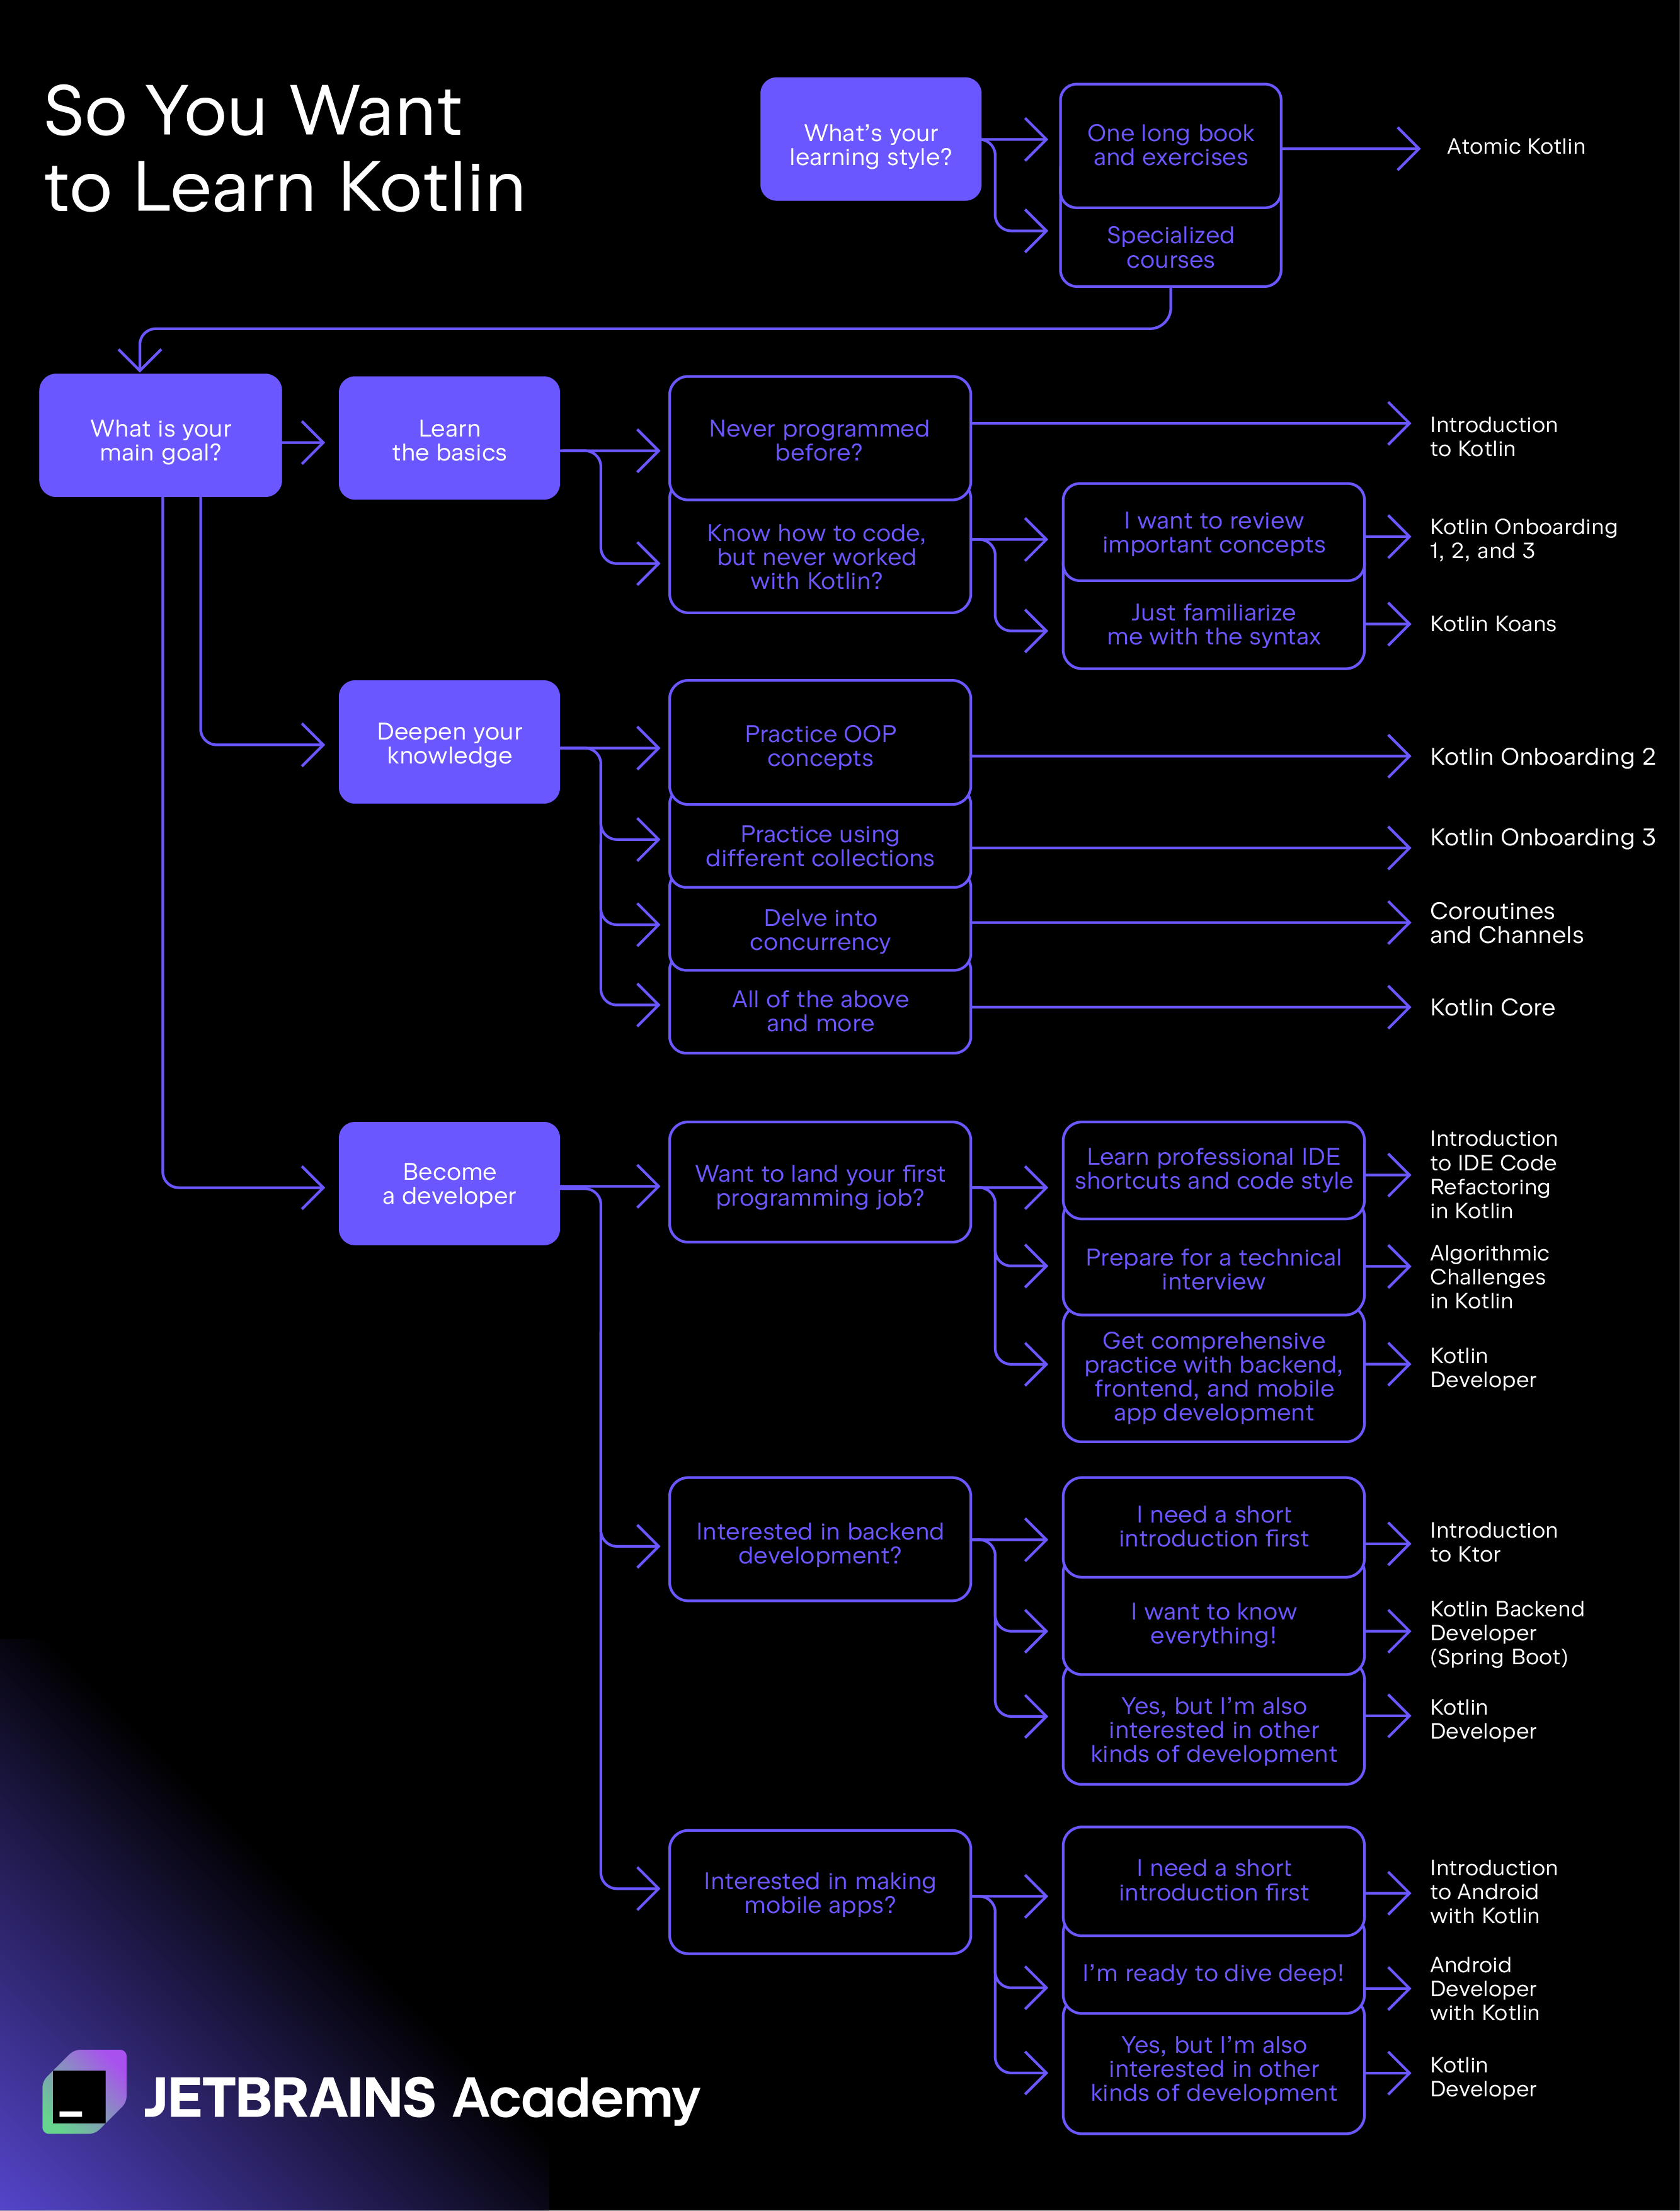 So You Want
to Learn Kotlin
What’s your
learning style?
One long book
and exercises
Atomic Kotlin
Specialized
courses
What is your
main goal?
Learn
the basics
Never programmed
before?
Introduction
to Kotlin
Know how to code,
but never worked
with Kotlin?
I want to review
important concepts
Kotlin Onboarding
1, 2, and 3
Just familiarize
me with the syntax
Kotlin Koans
Deepen your
knowledge
Practice OOP
concepts
Kotlin Onboarding 2
Practice using
different collections
Kotlin Onboarding 3
Delve into
concurrency
Coroutines
and Channels
All of the above
and more
Kotlin Core
Become
a developer
Want to land your first
programming job?
Learn professional IDE
shortcuts and code style
Introduction
to IDE Code
Refactoring
in Kotlin
Prepare for a technical
interview
Algorithmic
Challenges
in Kotlin
Get comprehensive
practice with backend,
frontend, and mobile
app development
Kotlin
Developer
Interested in backend
development?
I need a short
introduction first
Introduction
to Ktor
I want to know
everything!
Kotlin Backend
Developer
(Spring Boot)
Yes, but I’m also
interested in other
kinds of development
Kotlin
Developer
Interested in making
mobile apps?
I need a short
introduction first
Introduction
to Android
with Kotlin
I’m ready to dive deep!
Android
Developer
with Kotlin
Yes, but I’m also
interested in other
kinds of development
Kotlin
Developer
JETBRAINS Academy